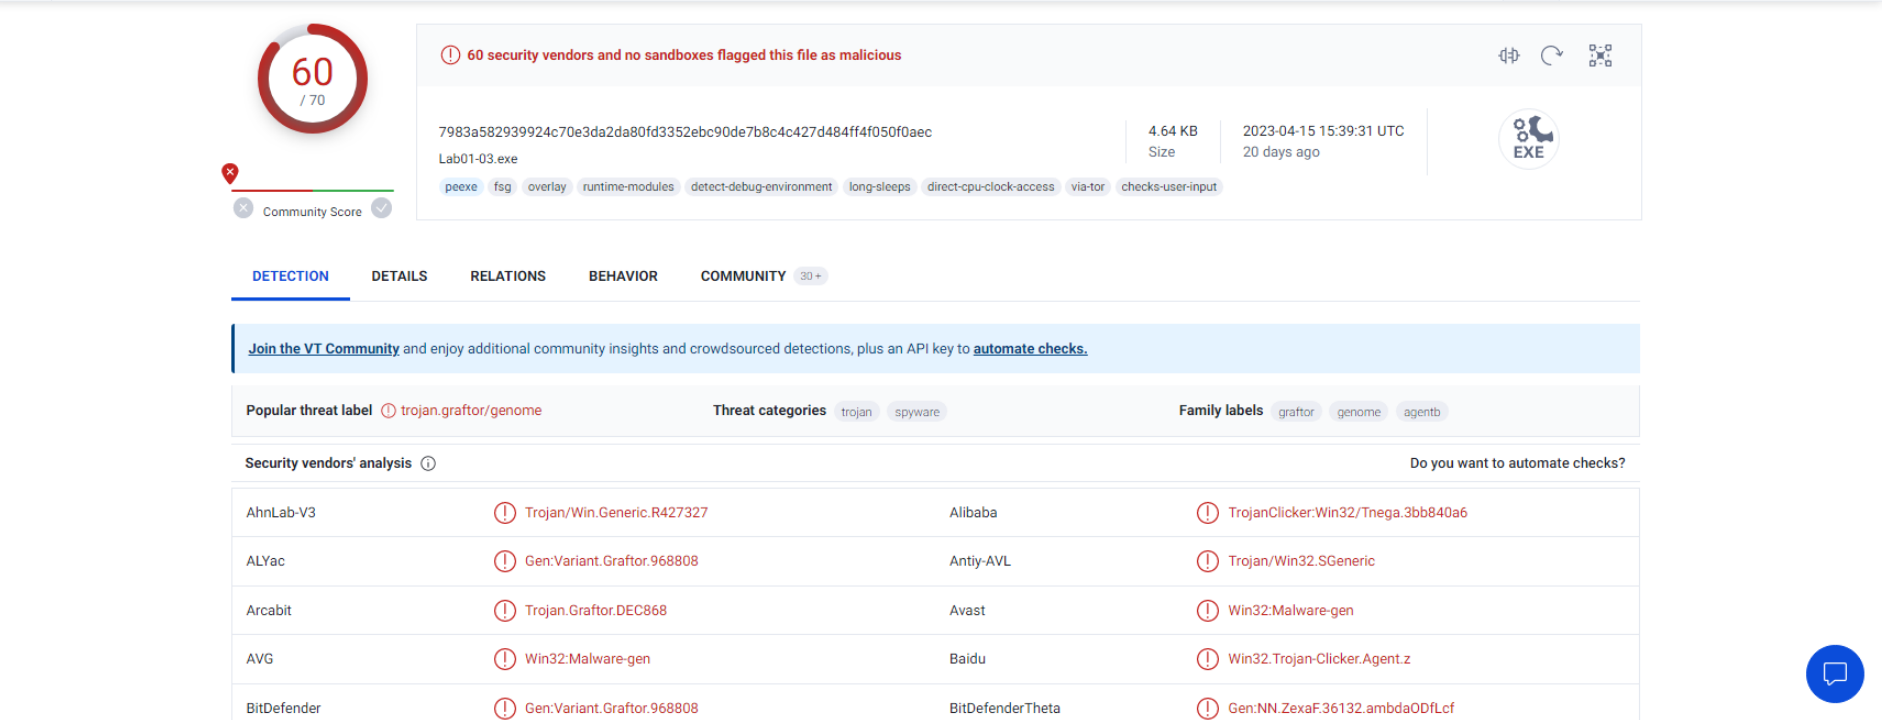 60
/ 70
60 security vendors and no sandboxes flagged this file as malicious
7983a582939924c70e3da2da80fd3352ebc90de7b8c4c427d484ff4f050f0aec
Lab01-03.exe
peexe fsg overlay runtime-modules detect-debug-environment long-sleeps direct-cpu-clock-access via-tor checks-user-input
4.64 KB
Size
2023-04-15 15:39:31 UTC
20 days ago
EXE
Community Score
DETECTION DETAILS RELATIONS BEHAVIOR COMMUNITY 30+
Join the VT Community and enjoy additional community insights and crowdsourced detections, plus an API key to automate checks.
Popular threat label trojan.graftor/genome Threat categories trojan spyware Family labels graftor genome agentb
Security vendors' analysis Do you want to automate checks?
AhnLab-V3 Trojan/Win.Generic.R427327 Alibaba TrojanClicker:Win32/Tnega.3bb840a6
ALYac Gen:Variant.Graftor.968808 Antiy-AVL Trojan/Win32.SGeneric
Arcabit Trojan.Graftor.DEC868 Avast Win32:Malware-gen
AVG Win32:Malware-gen Baidu Win32.Trojan-Clicker.Agent.z
BitDefender Gen:Variant.Graftor.968808 BitDefenderTheta Gen:NN.ZexaF.36132.ambdaODfLcf